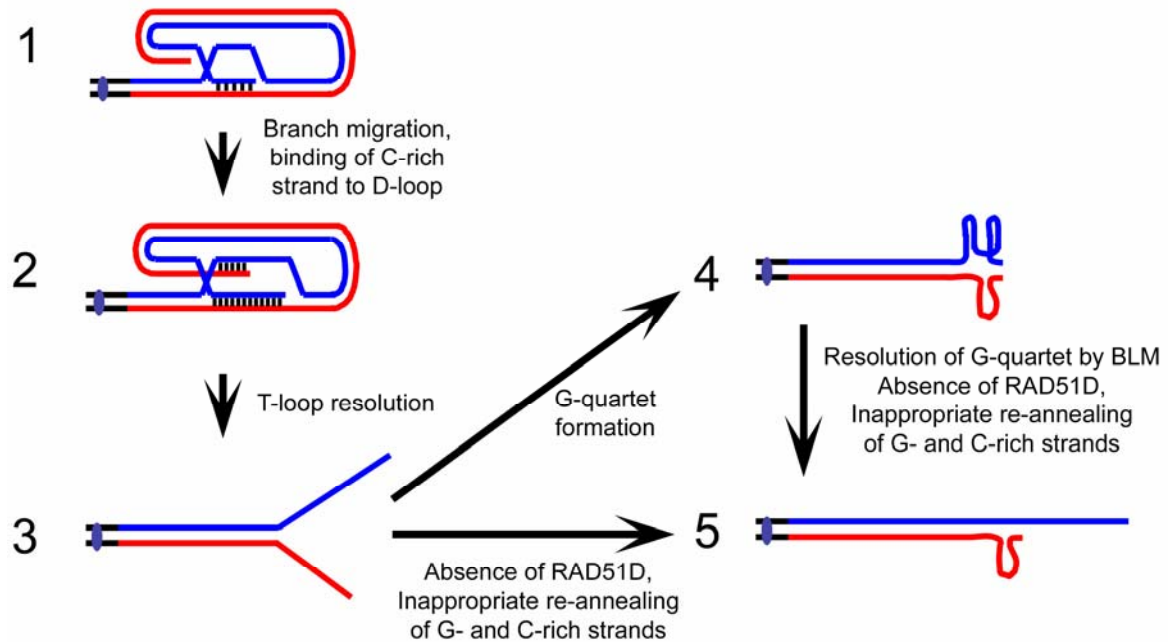 1
Branch migration,
binding of C-rich
strand to D-loop
2
T-loop resolution
3
G-quartet
formation
Absence of RAD51D,
Inappropriate re-annealing
of G- and C-rich strands
4
Resolution of G-quartet by BLM
Absence of RAD51D,
Inappropriate re-annealing
of G- and C-rich strands
5